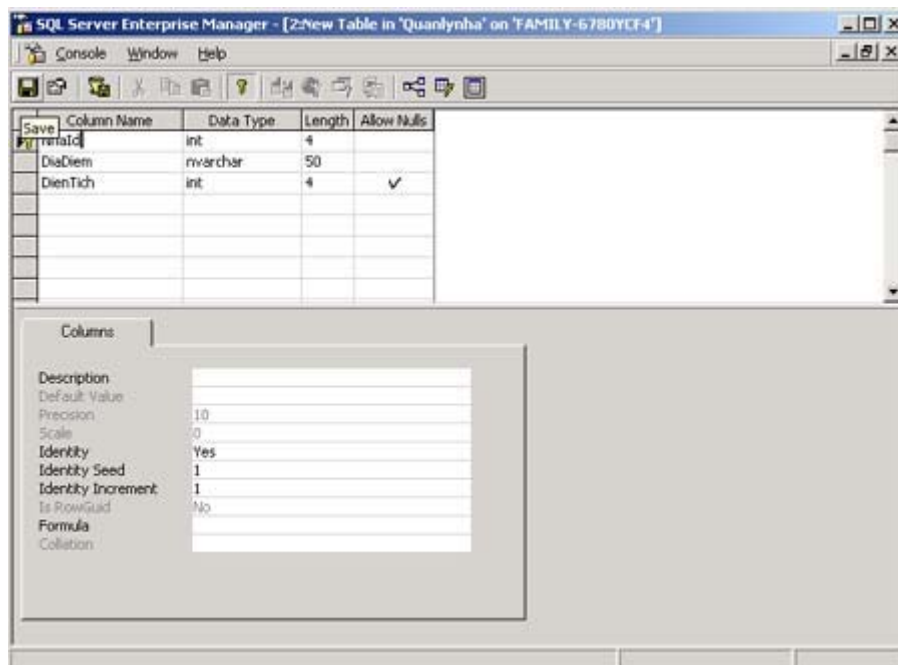 SQL Server Enterprise Manager - [2:New Table in 'Quanlynha' on 'FAMILY-6780YCF4']
Console Window Help
Column Name Data Type Length Allow Nulls
Save
NhaId int 4
DiaDiem nvarchar 50
DienTich int 4
Columns
Description
Default Value
Precision 10
Scale 0
Identity Yes
Identity Seed 1
Identity Increment 1
Is RowGuid No
Formula
Collation